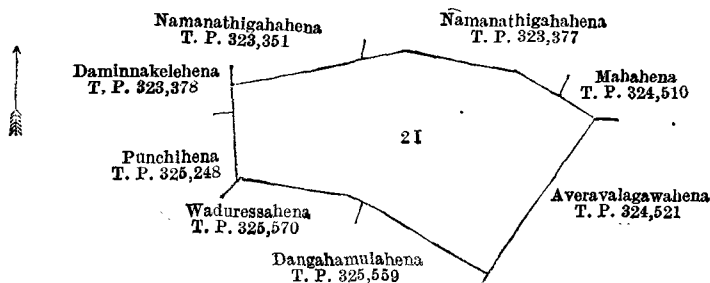 Namanathigahahena
T. P. 323,351
Namanathigahahena
T. P. 323,377
Daminnakelehena
T. P. 323,378
Mahahena
T. P. 324,510
21
Punchihena
T. P. 325,248
Averavalagawahena
T. P. 324,521
Waduressahena
T. P. 325,570
Dangahamulahena
T. P. 325,559